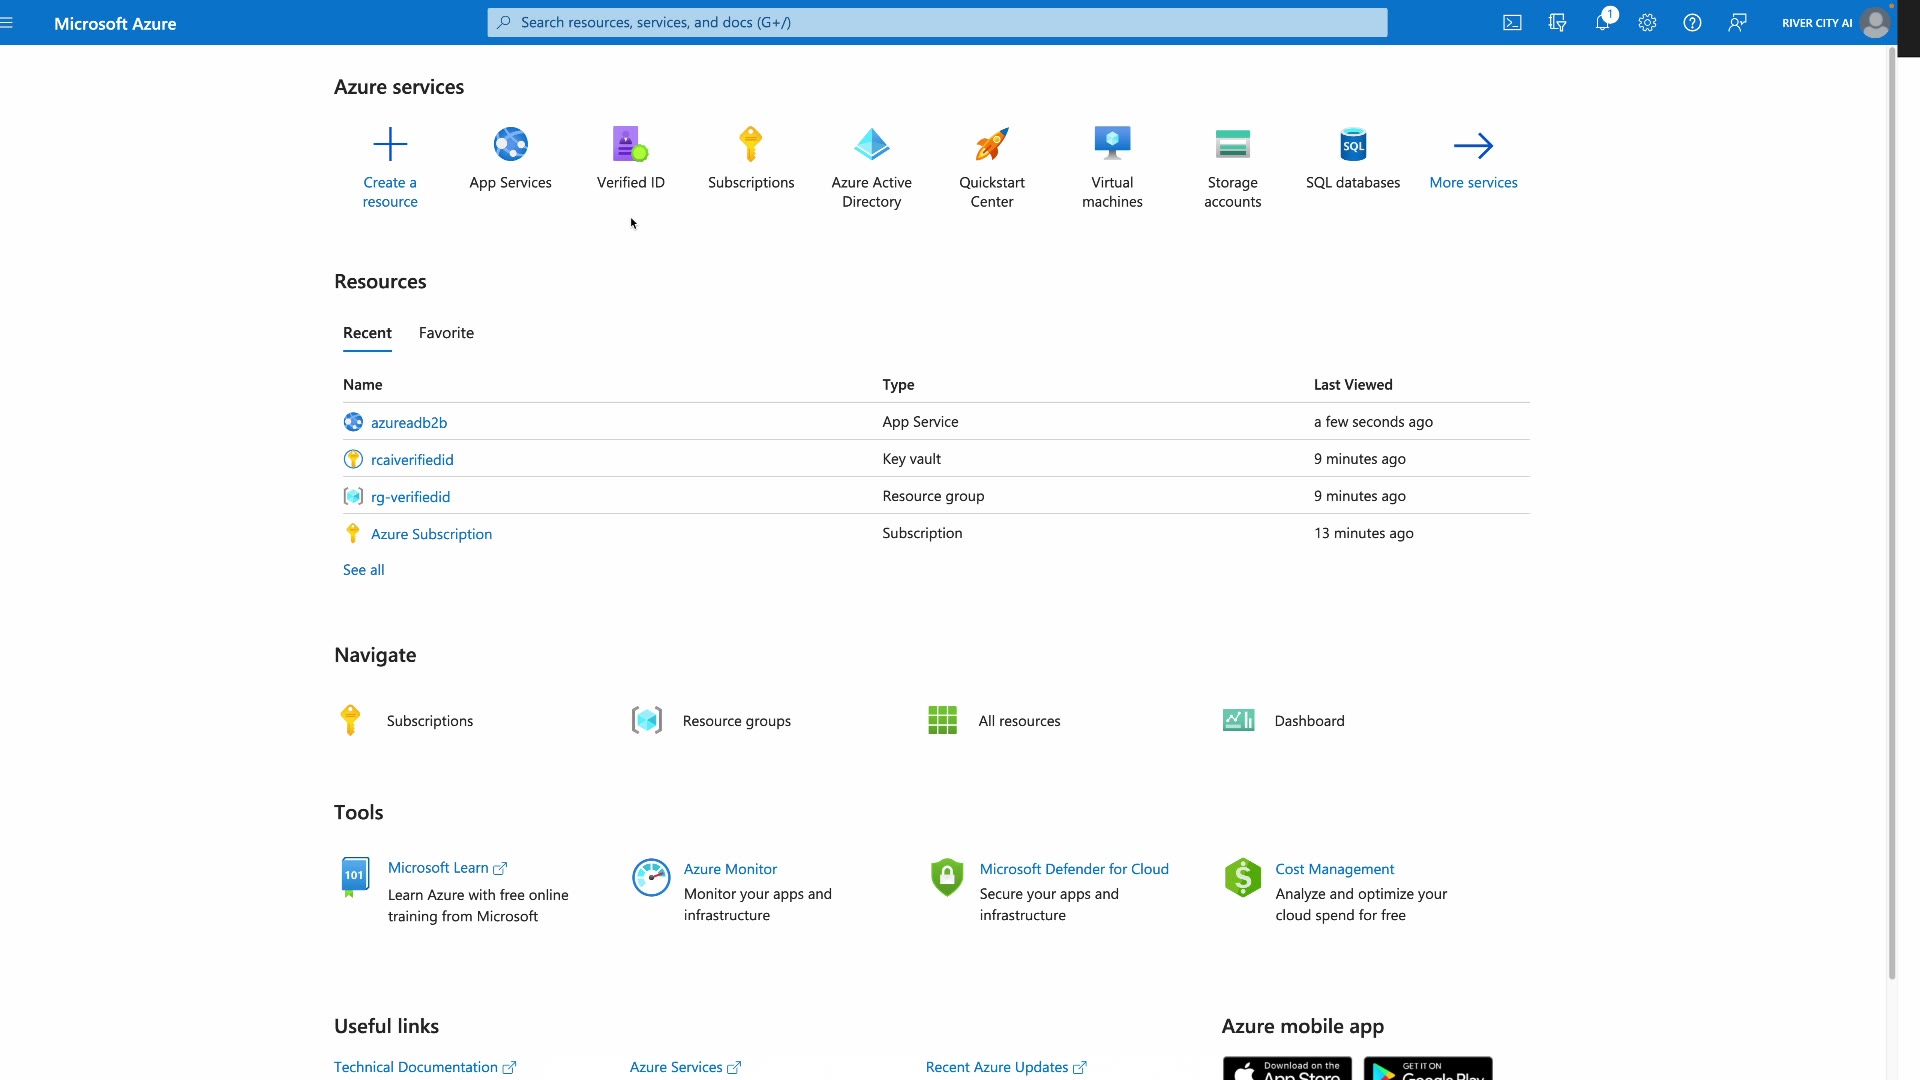 Microsoft Azure
Search resources, services, and docs (G+/)
1
RIVER CITY AI
Azure services
Create a
resource
App Services
Verified ID
Subscriptions
Azure Active
Directory
Quickstart
Center
Virtual
machines
Storage
accounts
SQL
SQL databases
More services
Resources
Recent
Favorite
Name
Type
Last Viewed
azureadb2b
App Service
a few seconds ago
rcaiverifiedid
Key vault
9 minutes ago
rg-verifiedid
Resource group
9 minutes ago
Azure Subscription
Subscription
13 minutes ago
See all
Navigate
Subscriptions
Resource groups
All resources
Dashboard
Tools
101
Microsoft Learn
Learn Azure with free online
training from Microsoft
Azure Monitor
Monitor your apps and
infrastructure
Microsoft Defender for Cloud
Secure your apps and
infrastructure
Cost Management
Analyze and optimize your
cloud spend for free
Useful links
Azure mobile app
Technical Documentation
Azure Services
Recent Azure Updates
Download on the
App Store
GET IT ON
Google Play